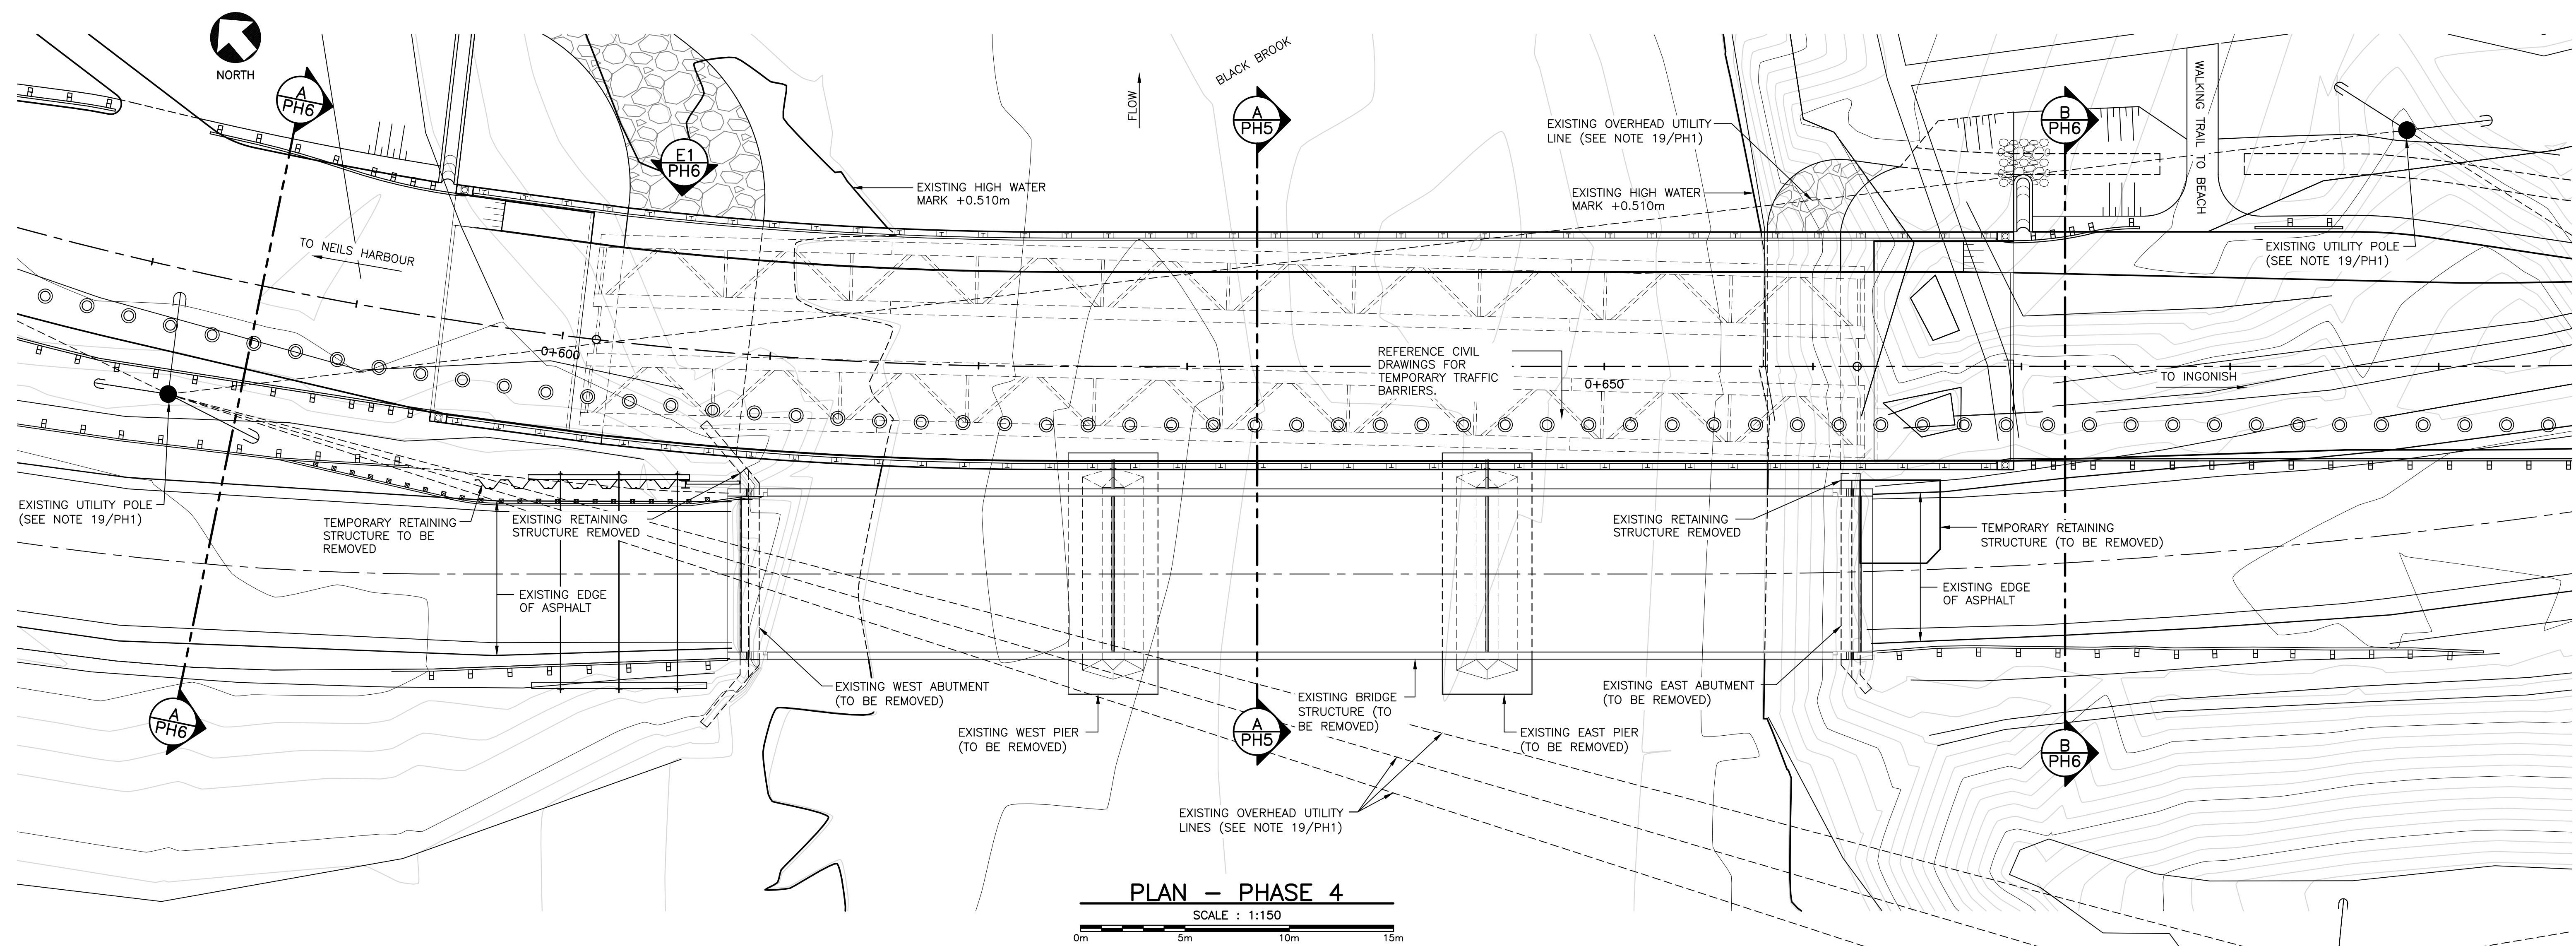 NORTH
A
PH6
E1
PH6
FLOW
BLACK BROOK
A
PH5
EXISTING HIGH WATER
MARK +0.510m
EXISTING OVERHEAD UTILITY
LINE (SEE NOTE 19/PH1)
EXISTING HIGH WATER
MARK +0.510m
B
PH6
WALKING TRAIL TO BEACH
EXISTING UTILITY POLE
(SEE NOTE 19/PH1)
TO NEILS HARBOUR
0+600
REFERENCE CIVIL
DRAWINGS FOR
TEMPORARY TRAFFIC
BARRIERS.
0+650
TO INGONISH
EXISTING UTILITY POLE
(SEE NOTE 19/PH1)
TEMPORARY RETAINING
STRUCTURE TO BE
REMOVED
EXISTING RETAINING
STRUCTURE REMOVED
EXISTING RETAINING
STRUCTURE REMOVED
TEMPORARY RETAINING
STRUCTURE (TO BE REMOVED)
EXISTING EDGE
OF ASPHALT
EXISTING EDGE
OF ASPHALT
A
PH6
EXISTING WEST ABUTMENT
(TO BE REMOVED)
EXISTING WEST PIER
(TO BE REMOVED)
A
PH5
EXISTING BRIDGE
STRUCTURE (TO
BE REMOVED)
EXISTING EAST PIER
(TO BE REMOVED)
EXISTING EAST ABUTMENT
(TO BE REMOVED)
B
PH6
EXISTING OVERHEAD UTILITY
LINES (SEE NOTE 19/PH1)
PLAN – PHASE 4
SCALE : 1:150
0m 5m 10m 15m